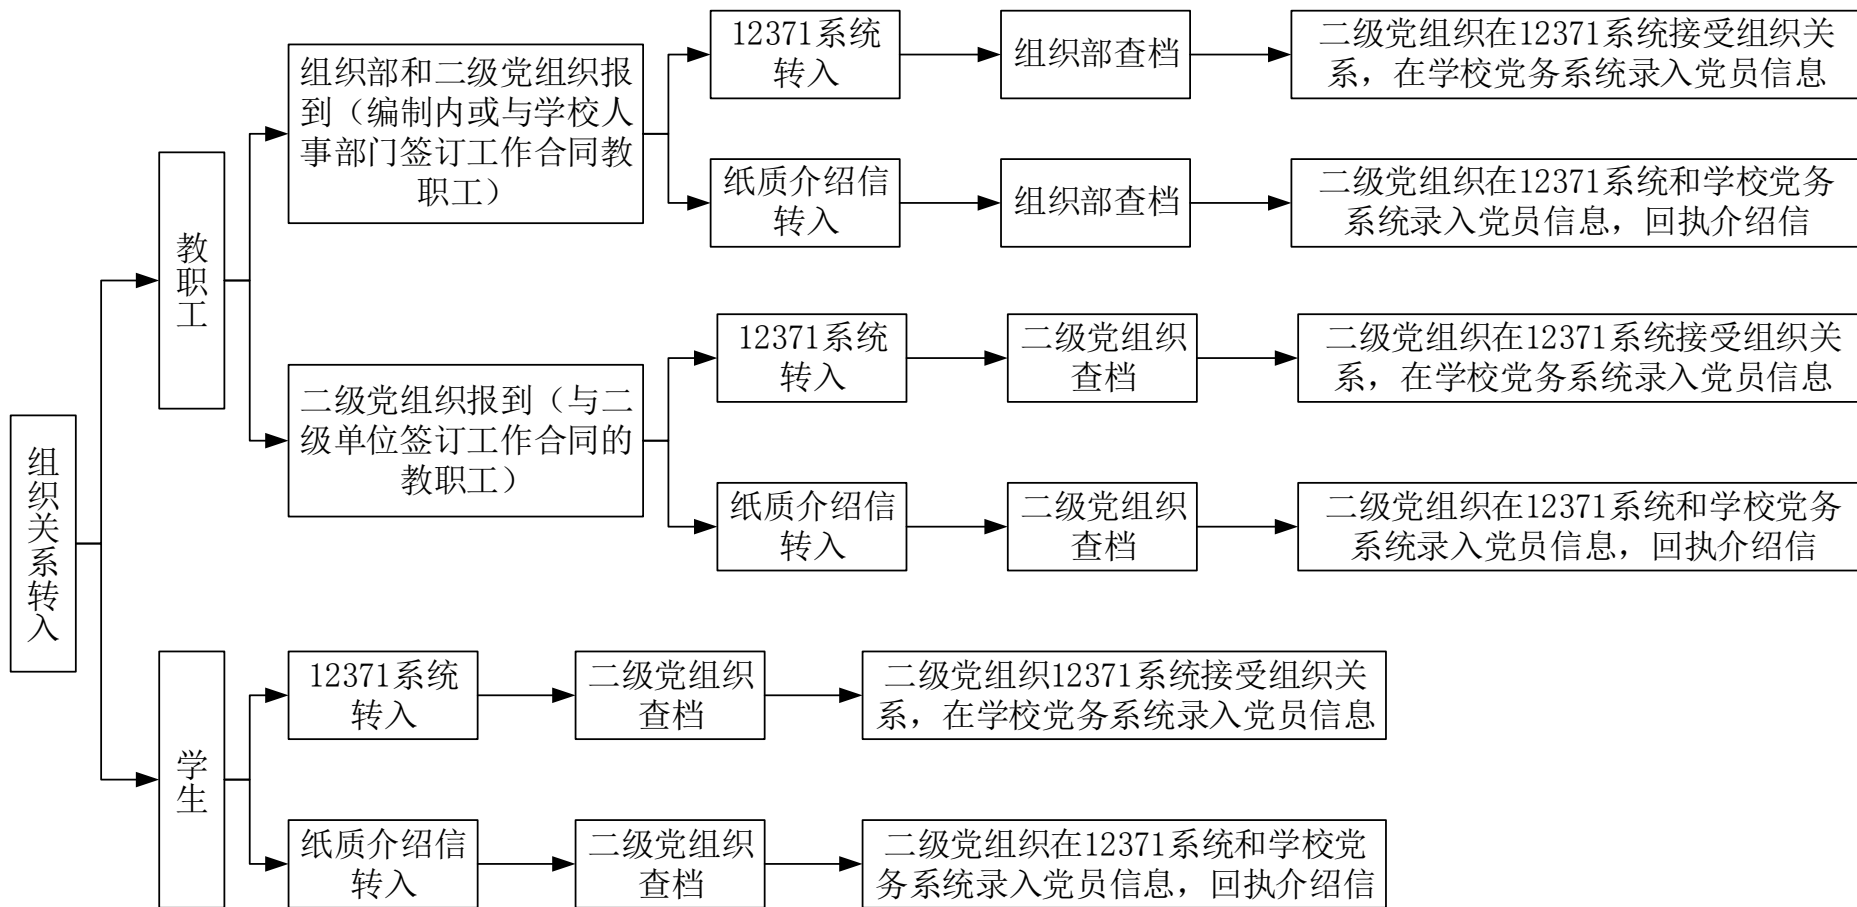 组织关系转入
教职工
组织部和二级党组织报
到（编制内或与学校人
事部门签订工作合同教
职工）
12371系统
转入
组织部查档
二级党组织在12371系统接受组织关
系，在学校党务系统录入党员信息
纸质介绍信
转入
组织部查档
二级党组织在12371系统和学校党务
系统录入党员信息，回执介绍信
二级党组织报到（与二
级单位签订工作合同的
教职工）
12371系统
转入
二级党组织
查档
二级党组织在12371系统接受组织关
系，在学校党务系统录入党员信息
纸质介绍信
转入
二级党组织
查档
二级党组织在12371系统和学校党务
系统录入党员信息，回执介绍信
学生
12371系统
转入
二级党组织
查档
二级党组织12371系统接受组织关
系，在学校党务系统录入党员信息
纸质介绍信
转入
二级党组织
查档
二级党组织在12371系统和学校党
务系统录入党员信息，回执介绍信